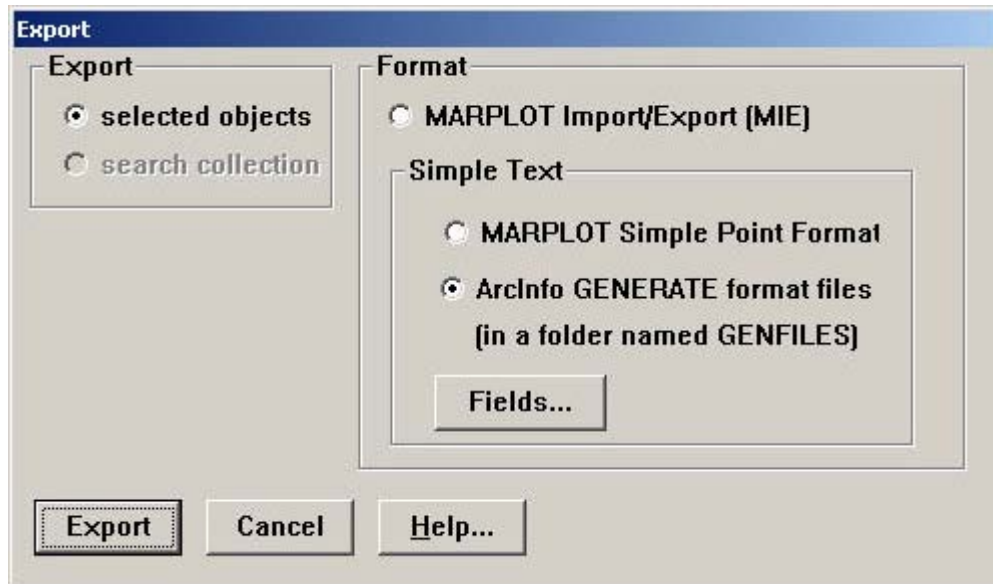 Export
Export
selected objects
search collection
Format
MARPLOT Import/Export (MIE)
Simple Text
MARPLOT Simple Point Format
ArcInfo GENERATE format files
(in a folder named GENFILES)
Fields...
Export
Cancel
Help...